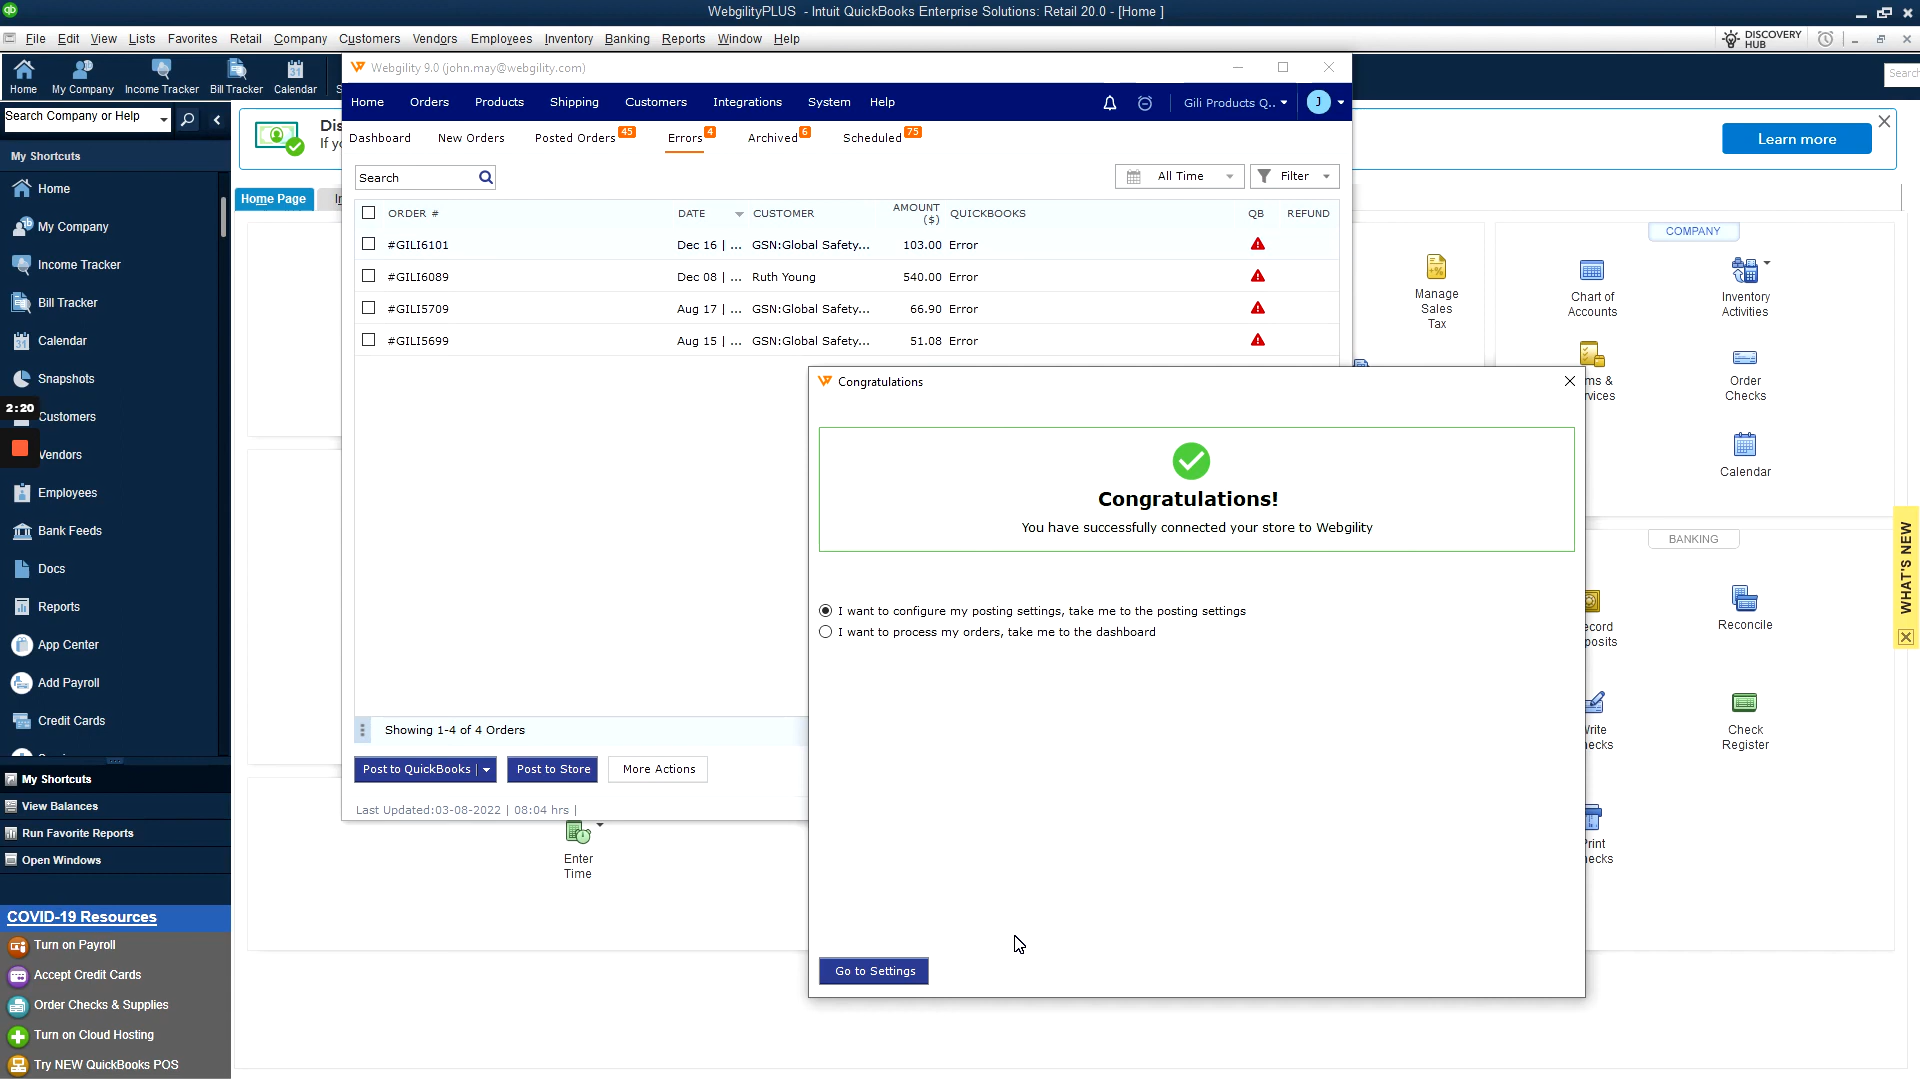 WebgilityPLUS - Intuit QuickBooks Enterprise Solutions: Retail 20.0 - [Home ]
File Edit View Lists Favorites Retail Company Customers Vendors Employees Inventory Banking Reports Window Help
DISCOVERY HUB
Home My Company Income Tracker Bill Tracker Calendar
Search
Search Company or Help
My Shortcuts
Home
My Company
Income Tracker
Bill Tracker
Calendar
Snapshots
2:20
Customers
Vendors
Employees
Bank Feeds
Docs
Reports
App Center
Add Payroll
Credit Cards
My Shortcuts
View Balances
Run Favorite Reports
Open Windows
COVID-19 Resources
Turn on Payroll
Accept Credit Cards
Order Checks & Supplies
Turn on Cloud Hosting
Try NEW QuickBooks POS
Dis
If yo
Learn more
Home Page
Webgility 9.0 (john.may@webgility.com)
Home Orders Products Shipping Customers Integrations System Help
Gili Products Q.. J
Dashboard New Orders Posted Orders 45 Errors 4 Archived 6 Scheduled 75
Search
All Time Filter
ORDER # DATE CUSTOMER AMOUNT ($) QUICKBOOKS QB REFUND
#GILI6101 Dec 16 | ... GSN:Global Safety... 103.00 Error
#GILI6089 Dec 08 | ... Ruth Young 540.00 Error
#GILI5709 Aug 17 | ... GSN:Global Safety... 66.90 Error
#GILI5699 Aug 15 | ... GSN:Global Safety... 51.08 Error
Showing 1-4 of 4 Orders
Post to QuickBooks | Post to Store More Actions
Last Updated:03-08-2022 | 08:04 hrs |
Enter
Time
Congratulations
Congratulations!
You have successfully connected your store to Webgility
I want to configure my posting settings, take me to the posting settings
I want to process my orders, take me to the dashboard
Go to Settings
Manage
Sales
Tax
COMPANY
Chart of
Accounts
Inventory
Activities
ms &
rvices
Order
Checks
Calendar
BANKING
ecord
posits
Reconcile
Write
ecks
Check
Register
Print
ecks
WHAT'S NEW